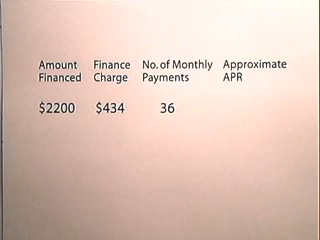 Amount Finance No. of Monthly Approximate
Financed Charge Payments APR
$2200 $434 36